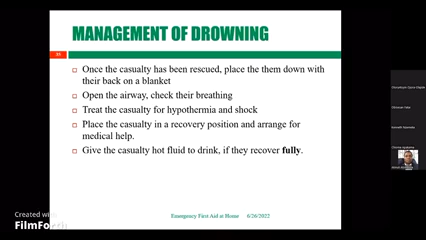 MANAGEMENT OF DROWNING
Once the casualty has been rescued, place the them down with
their back on a blanket
Open the airway, check their breathing
Treat the casualty for hypothermia and shock
Place the casualty in a recovery position and arrange for
medical help.
Give the casualty hot fluid to drink, if they recover fully.
Emergency First Aid at Home 6/26/2022
Created with
FilmForth